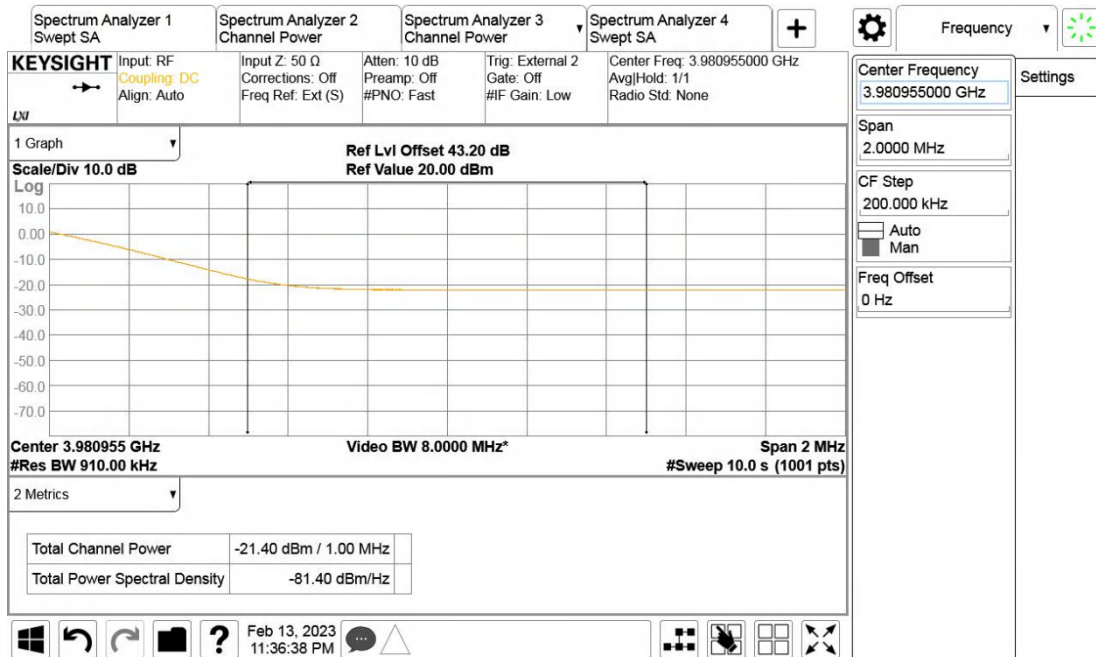 Spectrum Analyzer 1
Swept SA
Spectrum Analyzer 2
Channel Power
Spectrum Analyzer 3
Channel Power
Spectrum Analyzer 4
Swept SA
+
Frequency
KEYSIGHT
LXI
Input: RF
Coupling: DC
Align: Auto
Input Z: 50 Ω
Corrections: Off
Freq Ref: Ext (S)
Atten: 10 dB
Preamp: Off
#PNO: Fast
Trig: External 2
Gate: Off
#IF Gain: Low
Center Freq: 3.980955000 GHz
Avg|Hold: 1/1
Radio Std: None
Center Frequency
3.980955000 GHz
Settings
Span
2.0000 MHz
CF Step
200.000 kHz
Auto
Man
Freq Offset
0 Hz
1 Graph
Scale/Div 10.0 dB
Ref Lvl Offset 43.20 dB
Ref Value 20.00 dBm
Log
10.0
0.00
-10.0
-20.0
-30.0
-40.0
-50.0
-60.0
-70.0
Center 3.980955 GHz
#Res BW 910.00 kHz
Video BW 8.0000 MHz*
Span 2 MHz
#Sweep 10.0 s (1001 pts)
2 Metrics
Total Channel Power -21.40 dBm / 1.00 MHz
Total Power Spectral Density -81.40 dBm/Hz
?
Feb 13, 2023
11:36:38 PM